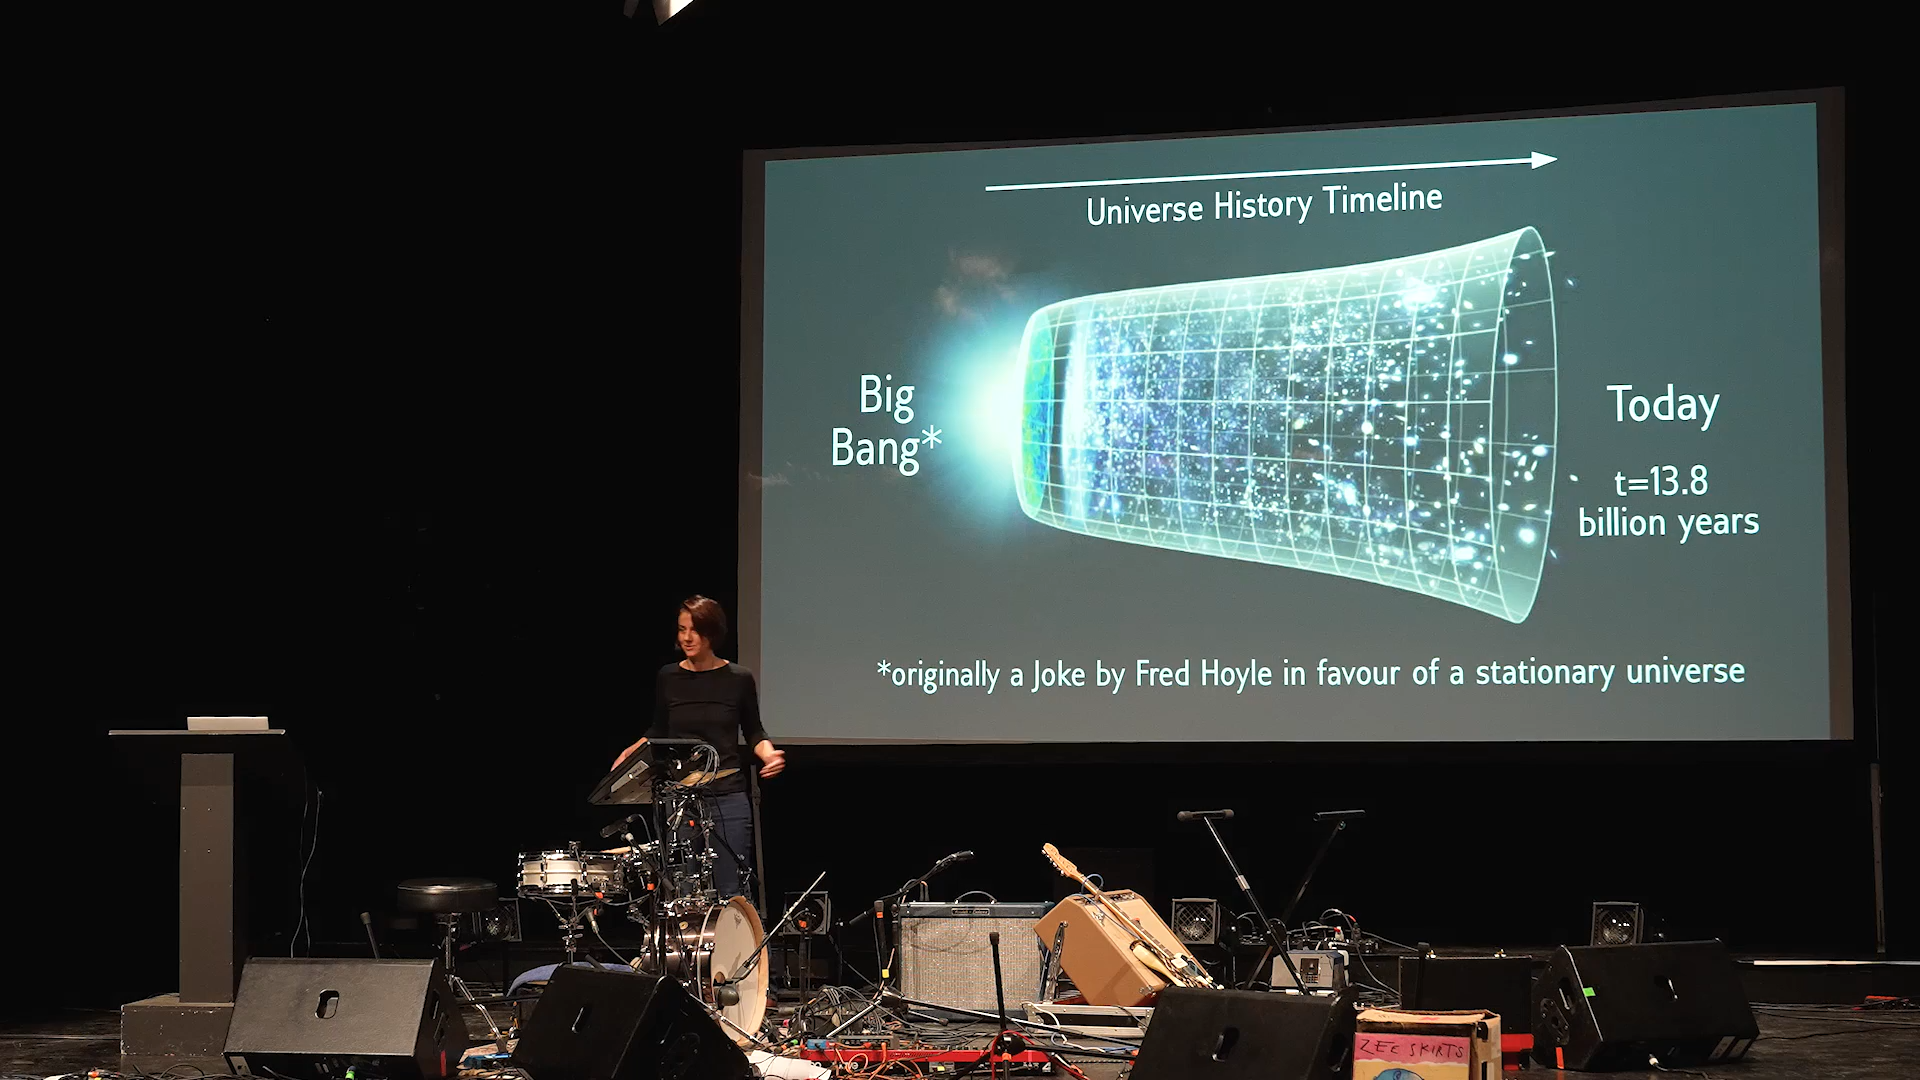 Universe History Timeline
Big
Bang*
Today
t=13.8
billion years
*originally a Joke by Fred Hoyle in favour of a stationary universe
ZEE SKIRTS